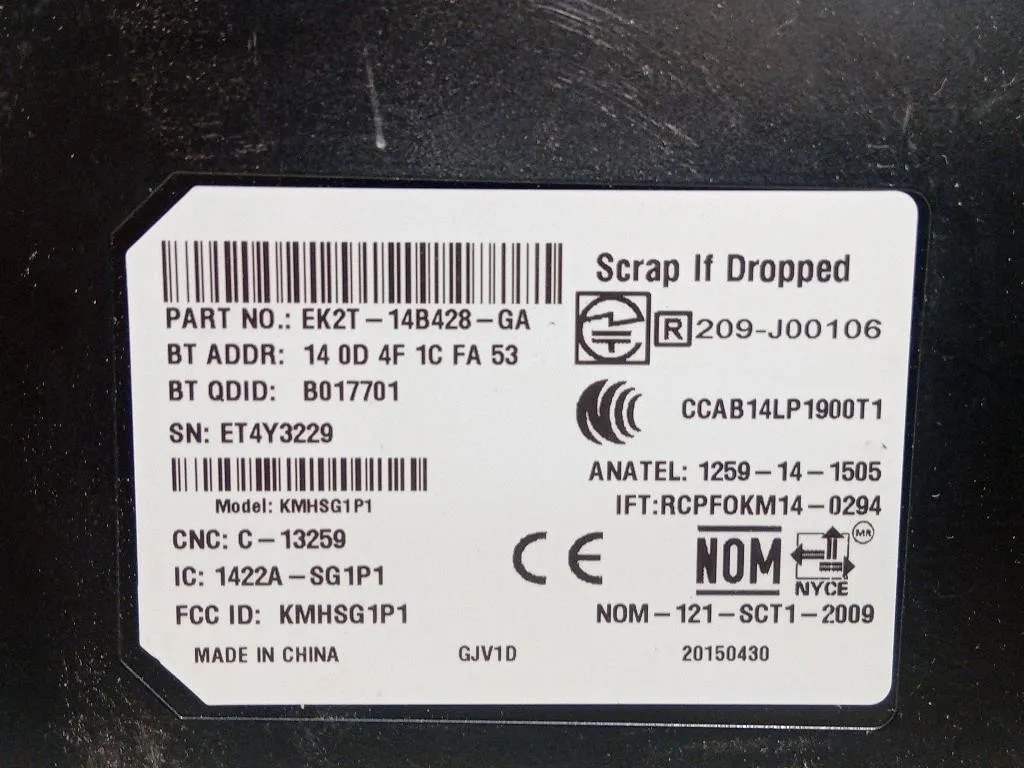 Scrap If Dropped
PART NO.: EK2T-14B428-GA
R 209-J00106
BT ADDR: 14 0D 4F 1C FA 53
BT QDID: B017701
CCAB14LP1900T1
SN: ET4Y3229
ANATEL: 1259-14-1505
Model: KMHSG1P1
IFT:RCPFOKM14-0294
CNC: C-13259
CE
NOM
MR
NYCE
IC: 1422A-SG1P1
FCC ID: KMHSG1P1
NOM-121-SCT1-2009
MADE IN CHINA
GJV1D
20150430